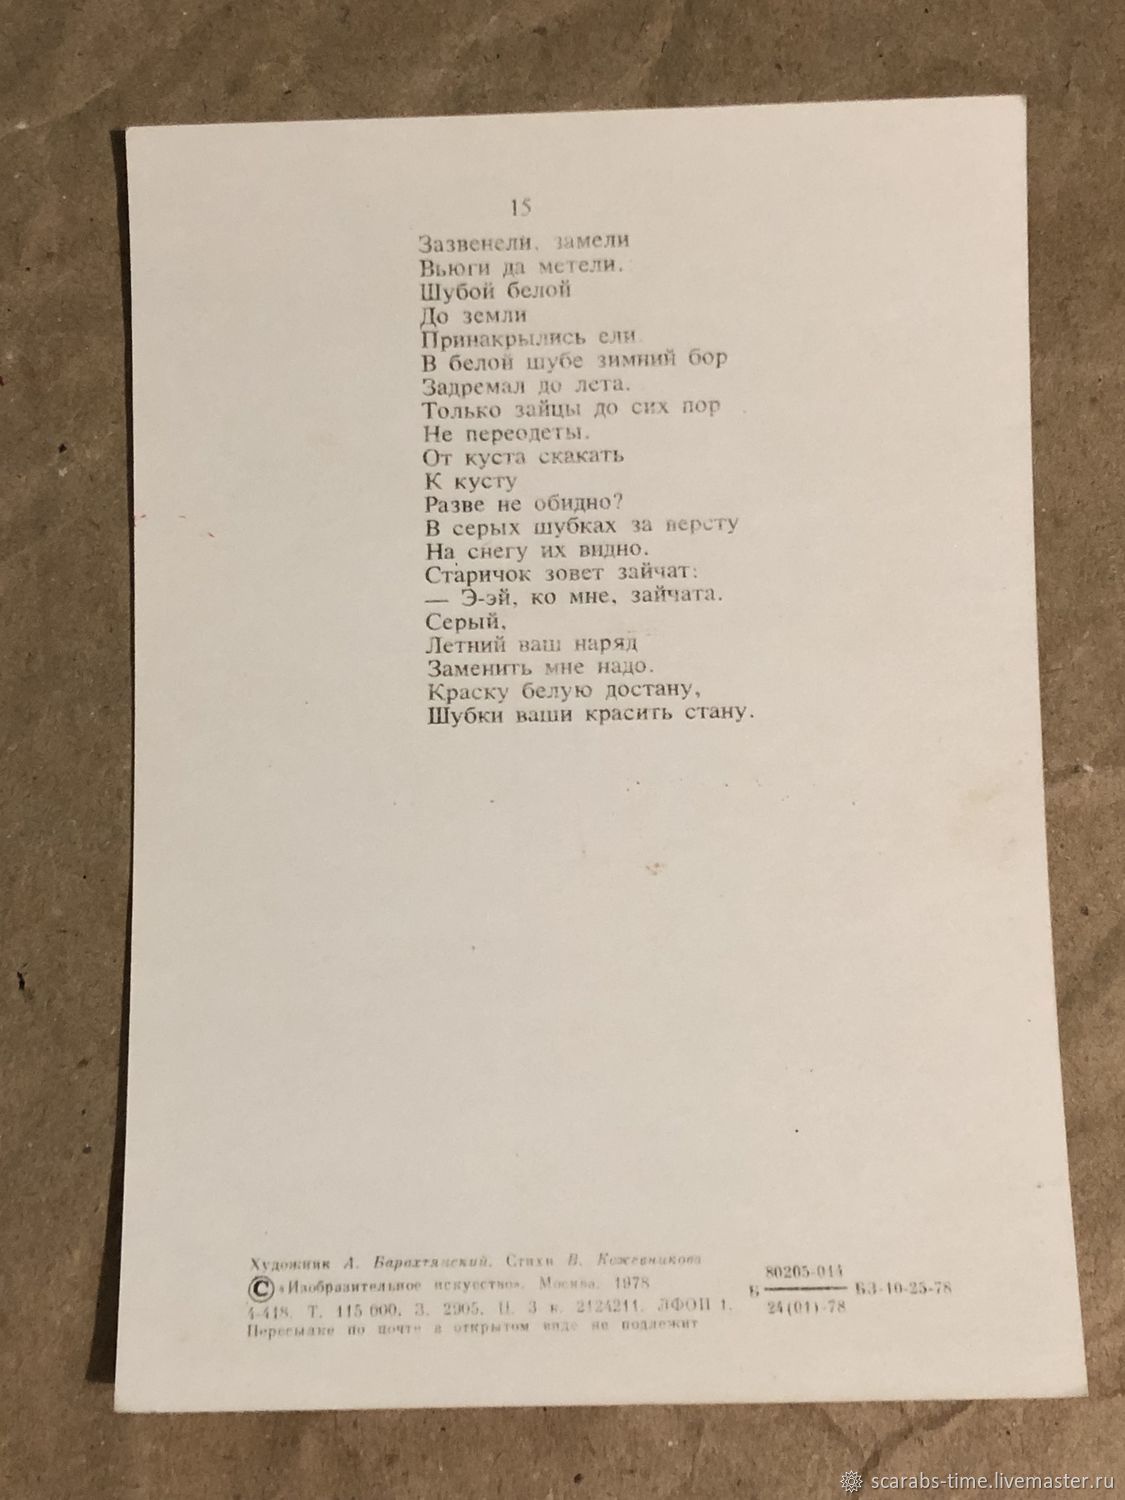 15
Зазвенели, замели
Вьюги да метели.
Шубой белой
До земли
Принакрылись ели.
В белой шубе зимний бор
Задремал до лета.
Только зайцы до сих пор
Не переодеты.
От куста скакать
К кусту
Разве не обидно?
В серых шубках за версту
На снегу их видно.
Старичок зовет зайчат:
— Э-эй, ко мне, зайчата.
Серый,
Летний ваш наряд
Заменить мне надо.
Краску белую достану,
Шубки ваши красить стану.
Художник А. Барахтянский. Стихи В. Кожевникова
© «Изобразительное искусство». Москва. 1978
4-418. Т. 115 000. З. 2905. Ц. 3 к. 2124211. ЛФОП 1.
Пересылке по почте в открытом виде не подлежит
Б 80205-014 БЗ-10-25-78
24(01)-78
scarabs-time.livemaster.ru